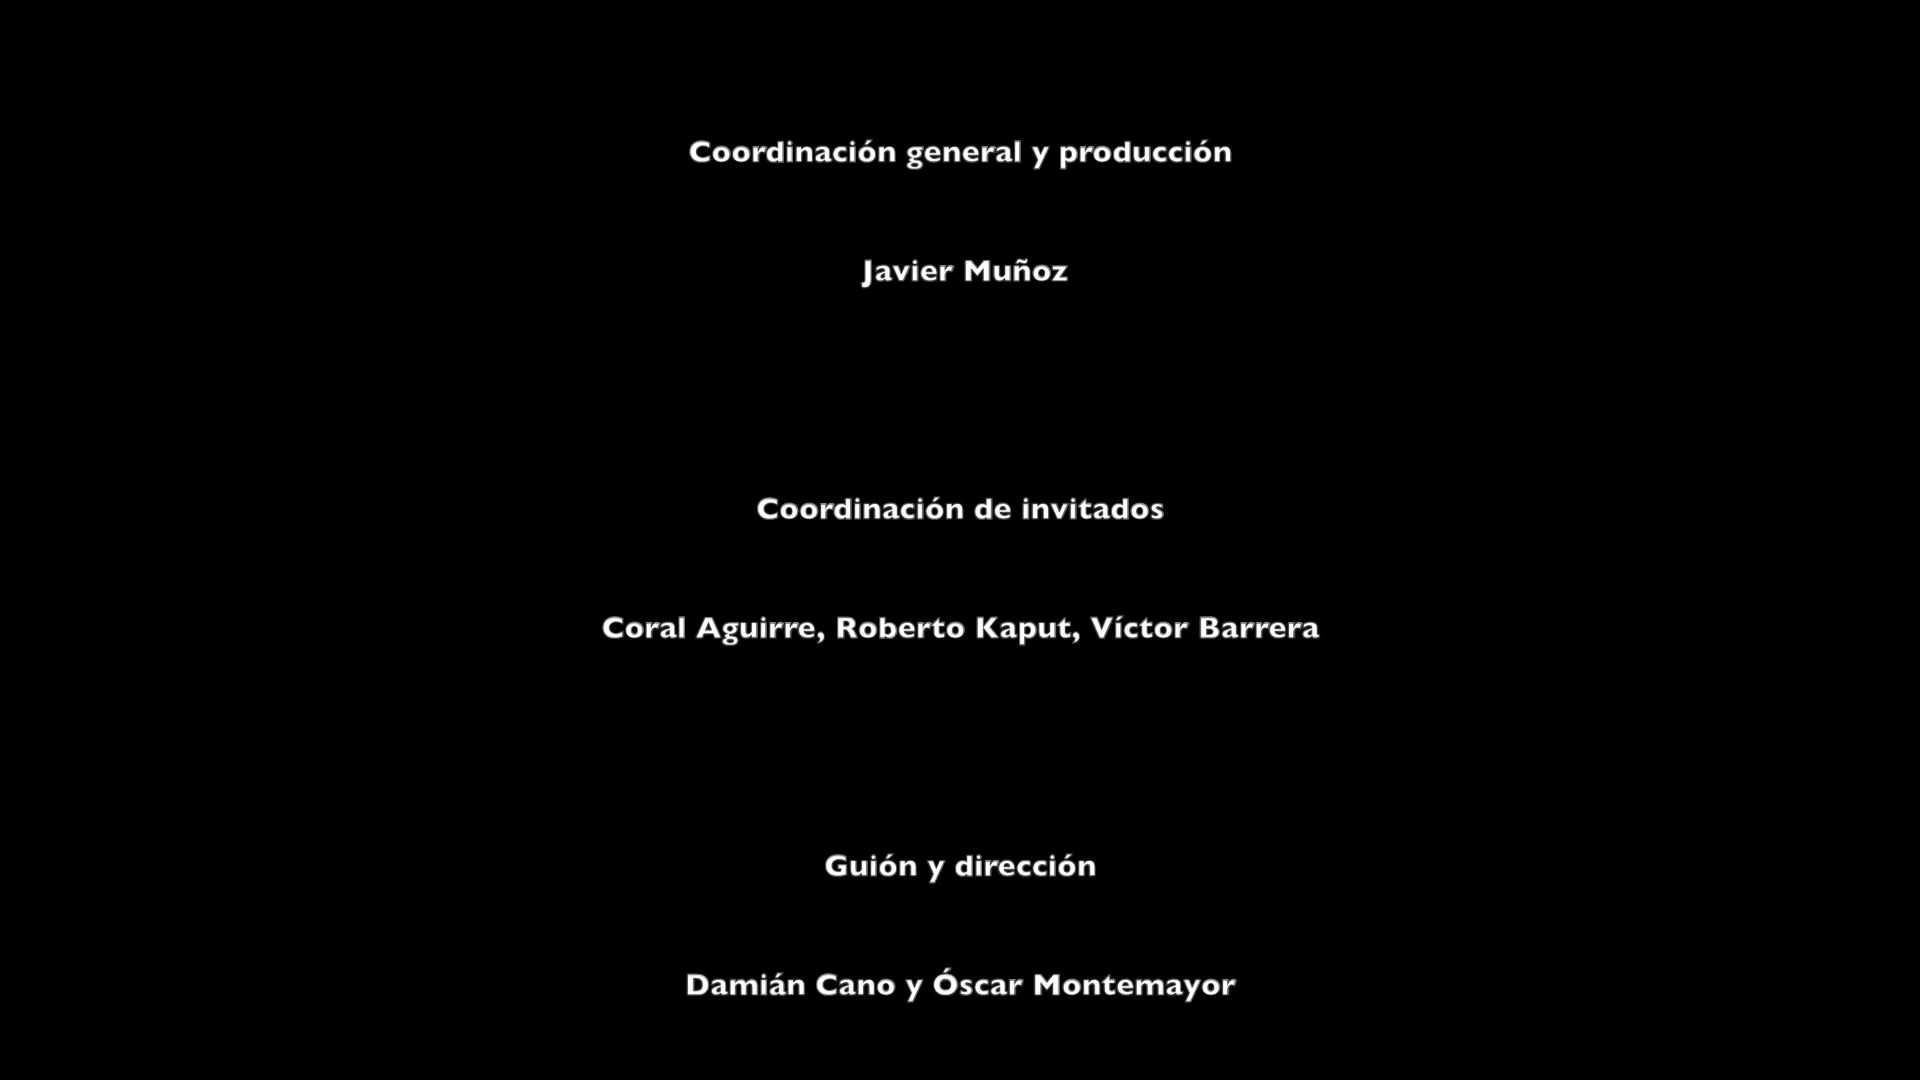 Coordinación general y producción
Javier Muñoz
Coordinación de invitados
Coral Aguirre, Roberto Kaput, Víctor Barrera
Guión y dirección
Damián Cano y Óscar Montemayor